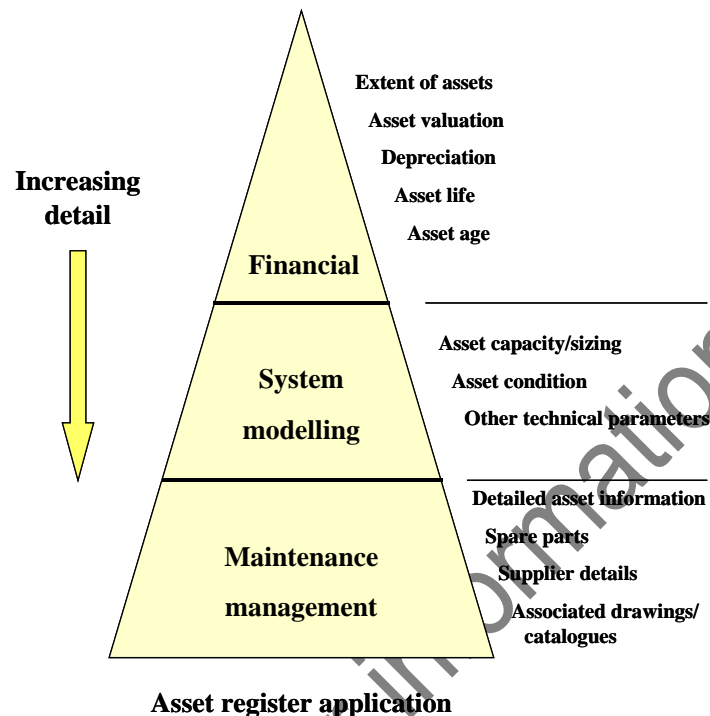 Extent of assets
Asset valuation
Depreciation
Asset life
Asset age
Increasing
detail
Financial
Asset capacity/sizing
Asset condition
Other technical parameters
System
modelling
Detailed asset information
Spare parts
Supplier details
Associated drawings/
catalogues
Maintenance
management
Asset register application
information